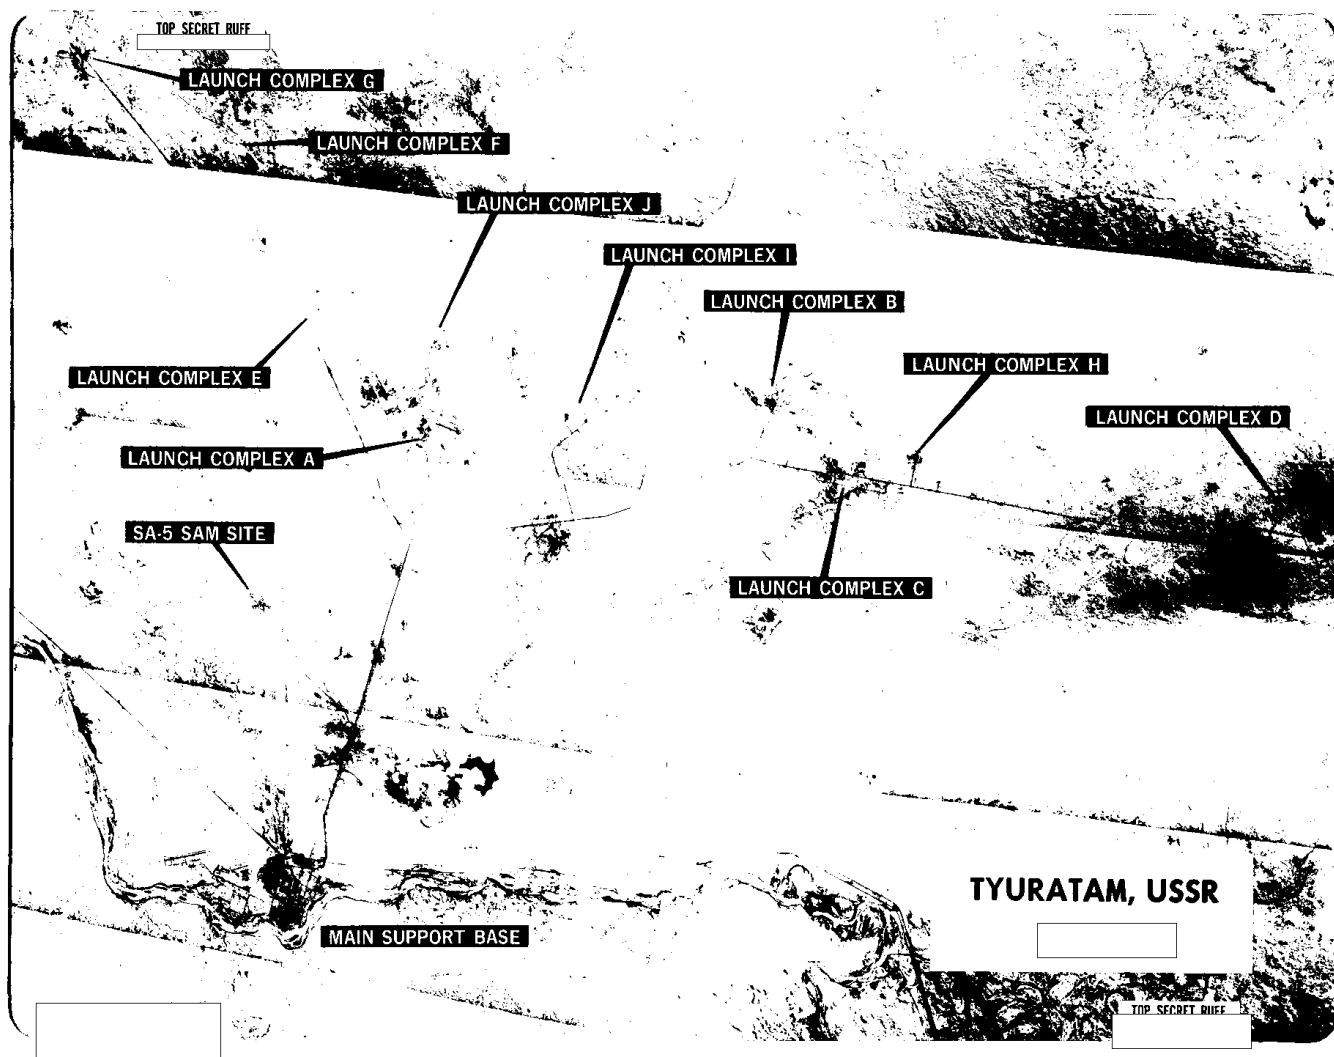 TOP SECRET RUFF
LAUNCH COMPLEX G
LAUNCH COMPLEX F
LAUNCH COMPLEX J
LAUNCH COMPLEX I
LAUNCH COMPLEX B
LAUNCH COMPLEX E
LAUNCH COMPLEX H
LAUNCH COMPLEX D
LAUNCH COMPLEX A
SA-5 SAM SITE
LAUNCH COMPLEX C
TYURATAM, USSR
MAIN SUPPORT BASE
TOP SECRET RUFF